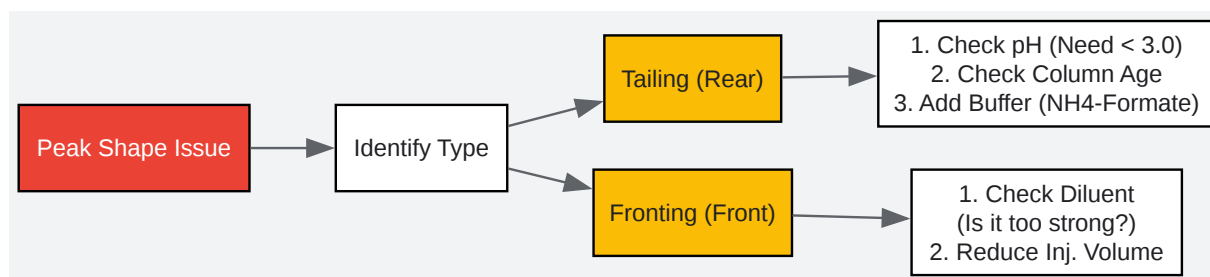 Peak Shape Issue
Identify Type
Tailing (Rear)
1. Check pH (Need < 3.0)
2. Check Column Age
3. Add Buffer (NH4-Formate)
Fronting (Front)
1. Check Diluent
(Is it too strong?)
2. Reduce Inj. Volume